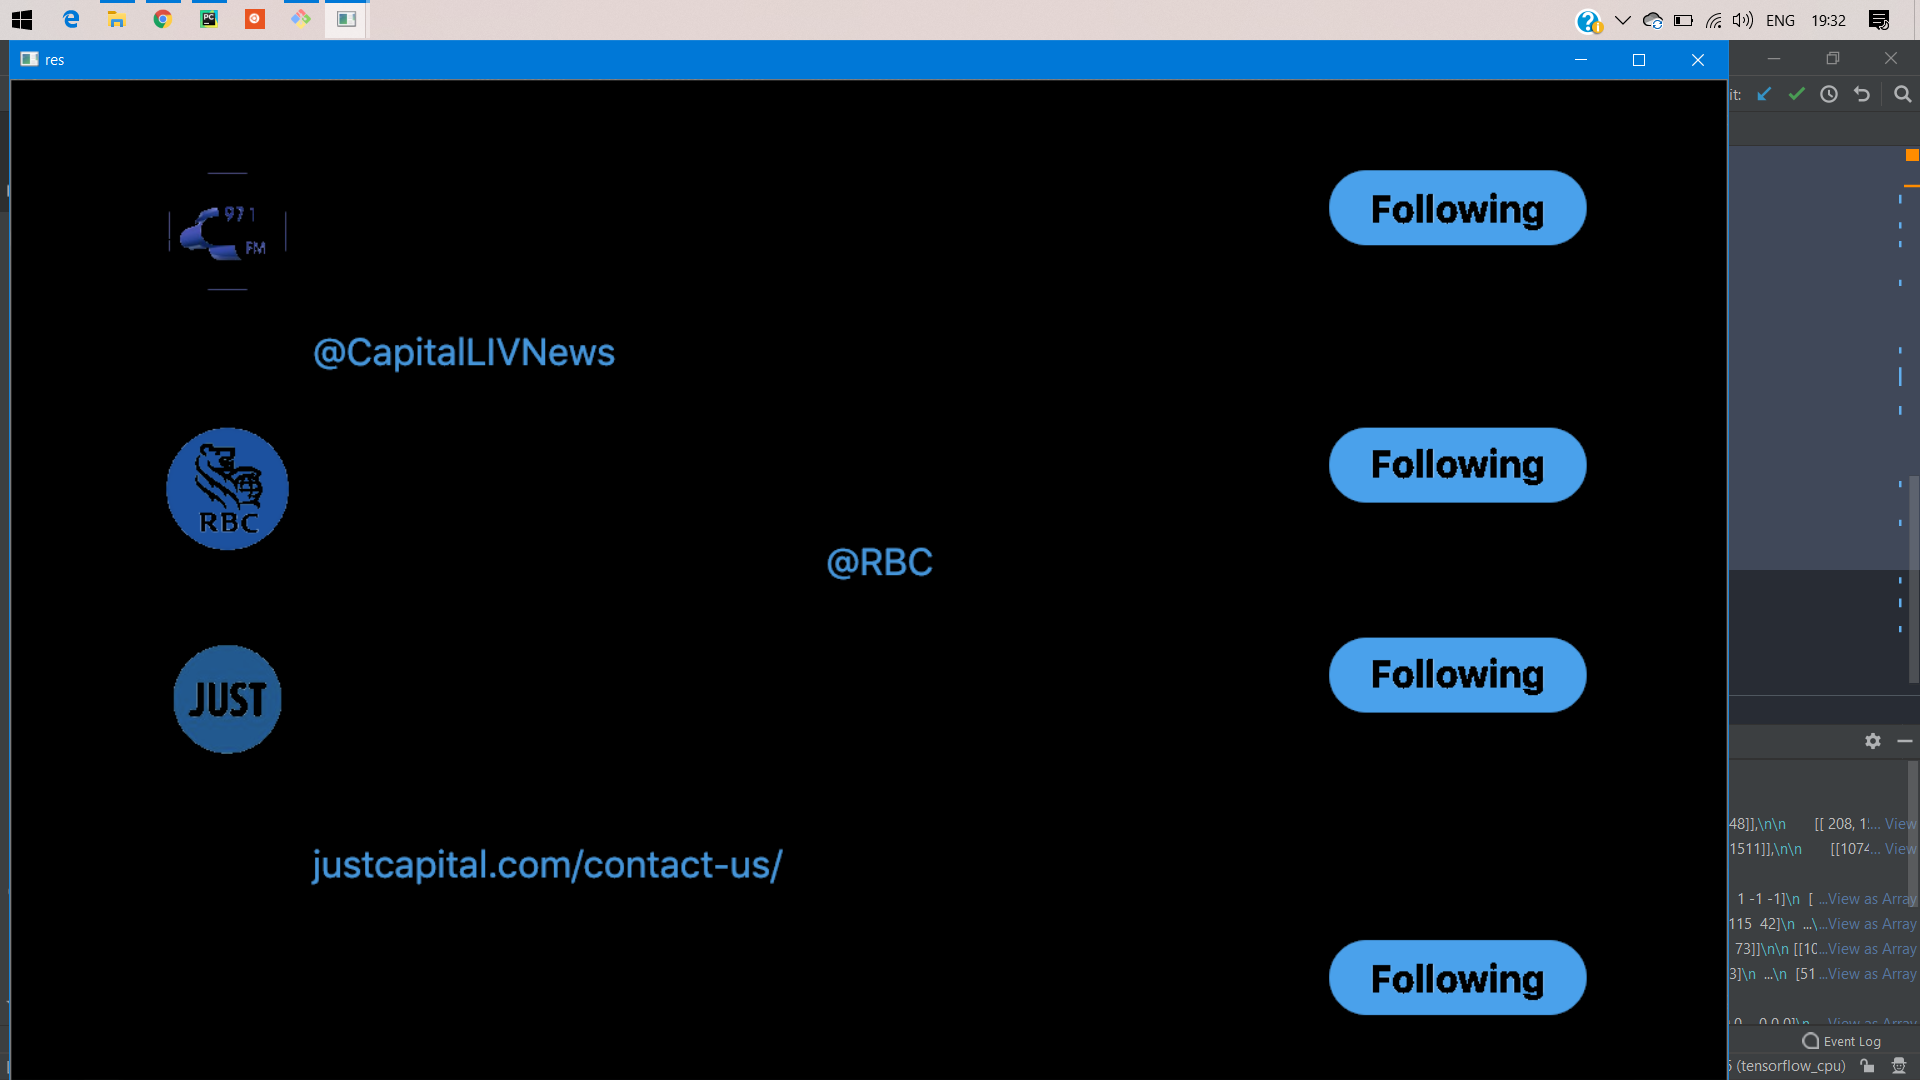 ENG 19:32
res
it:
97 1
FM
Following
@CapitalLIVNews
RBC
Following
@RBC
JUST
Following
justcapital.com/contact-us/
Following
48]],\n\n [[ 208, 1... View
1511]],\n\n [[1074... View
1 -1 -1]\n [ ...View as Array
115 42]\n ...\...View as Array
73]]\n\n [[10...View as Array
3]\n ...\n [51...View as Array
Event Log
(tensorflow_cpu)